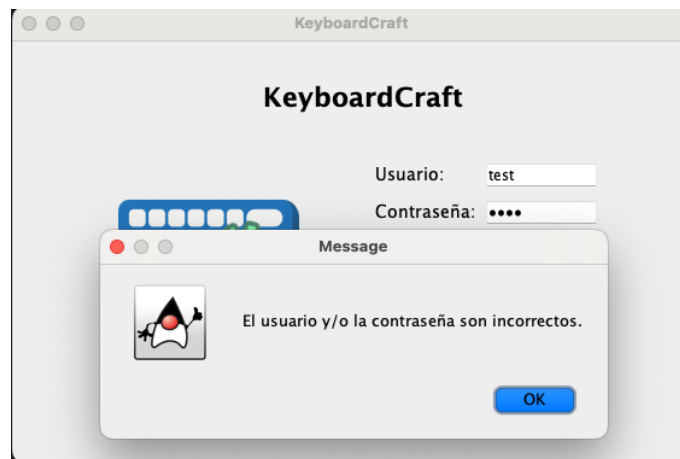 KeyboardCraft
KeyboardCraft
Usuario: test
Contraseña: ••••
Message
El usuario y/o la contraseña son incorrectos.
OK